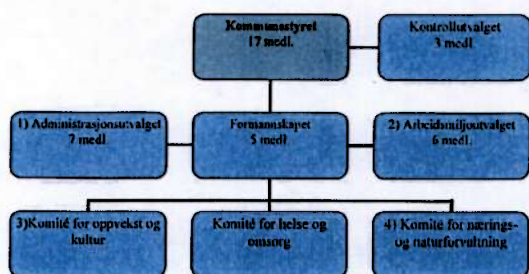 Kommunestyret
17 medl.
Kontrollutvalget
3 medl
1) Administrasjonsutvalget
7 medl
Formannskapet
5 medl
2) Arbeidsmiljøutvalget
6 medl.
3)Komité for oppvekst og
kultur
Komité for helse og
omsorg
4) Komité for nærings-
og naturforvaltning